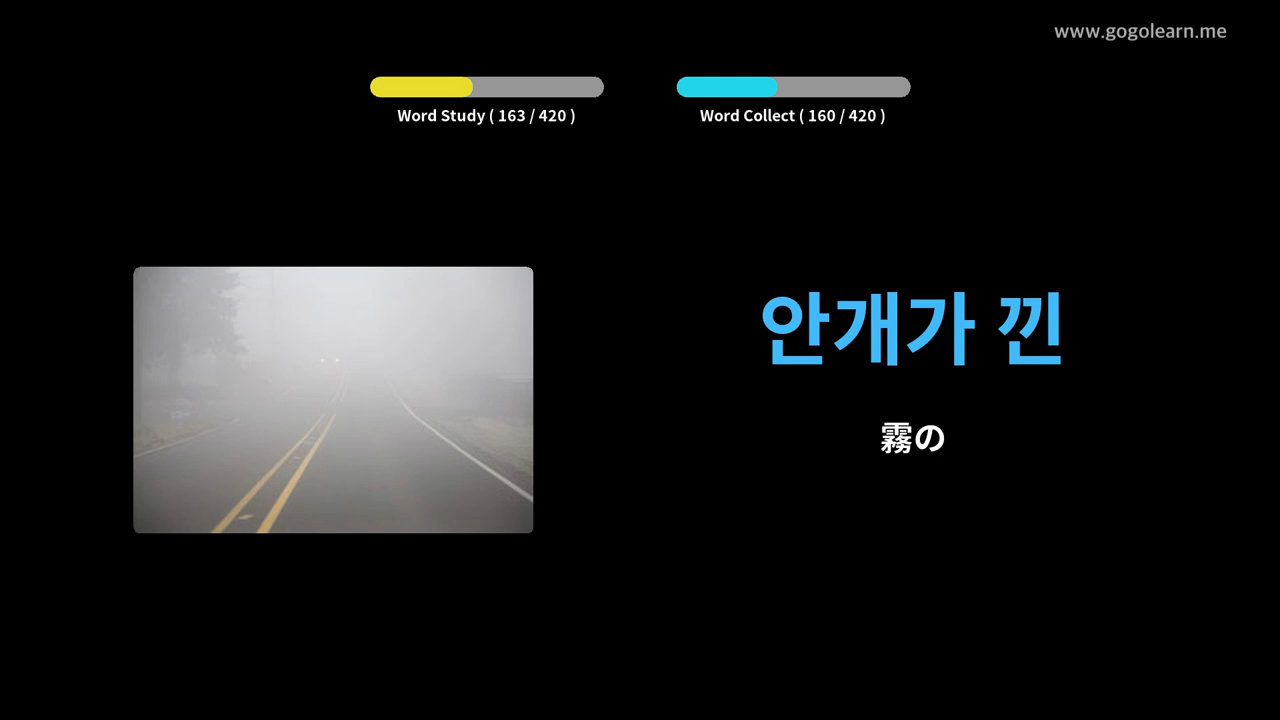 www.gogolearn.me
Word Study ( 163 / 420 )
Word Collect ( 160 / 420 )
안개가 낀
霧の